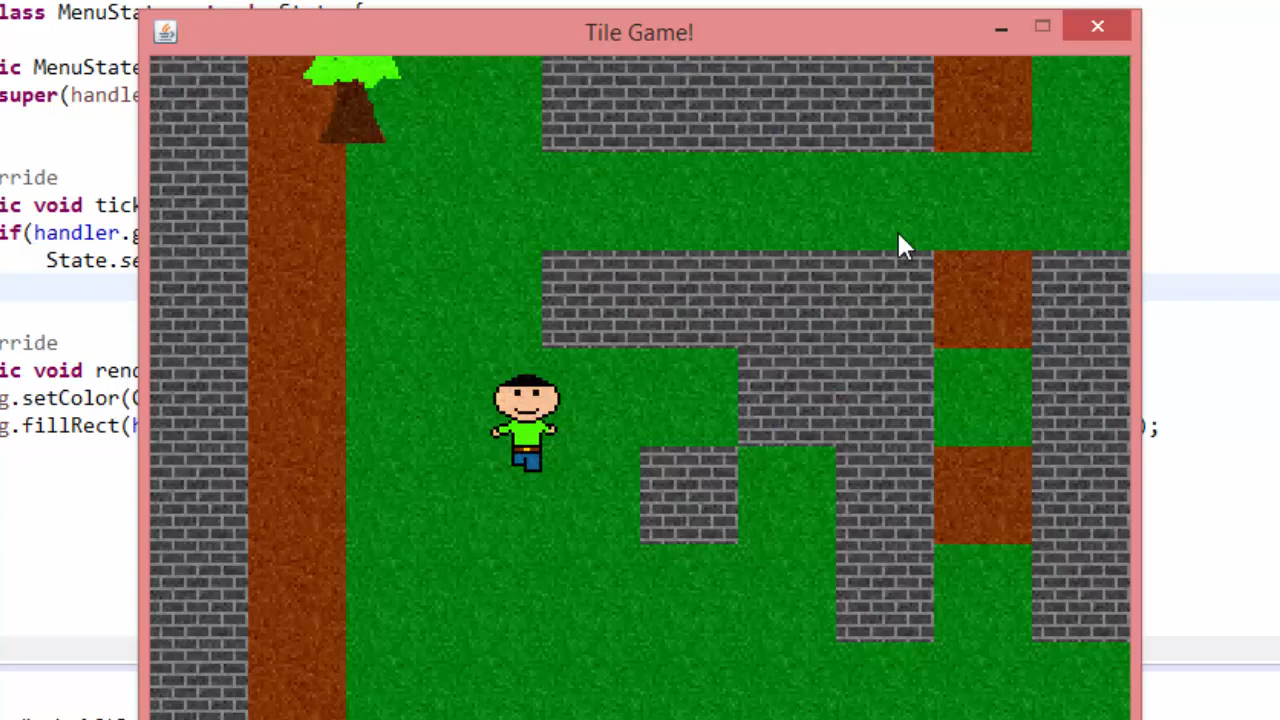 lass MenuStat
Tile Game!
ic MenuState
super(handle
rride
ic void tick
if(handler.g
State.se
rride
ic void rend
g.setColor(
g.fillRect(h
);